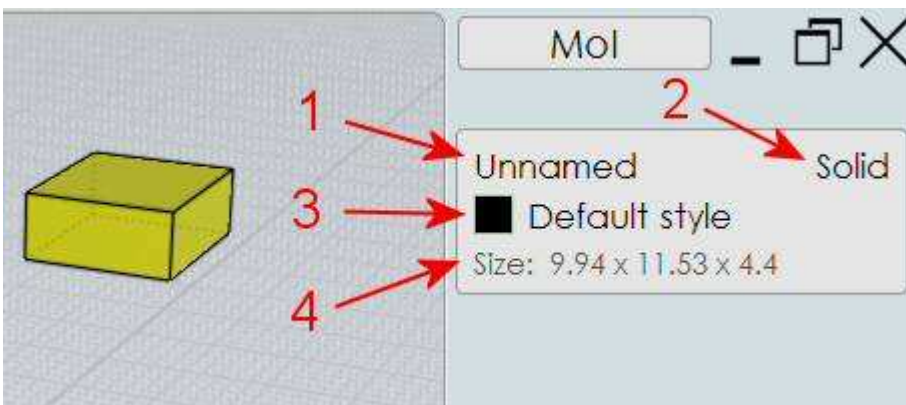 MoI
1
2
Unnamed Solid
3
Default style
Size: 9.94 x 11.53 x 4.4
4